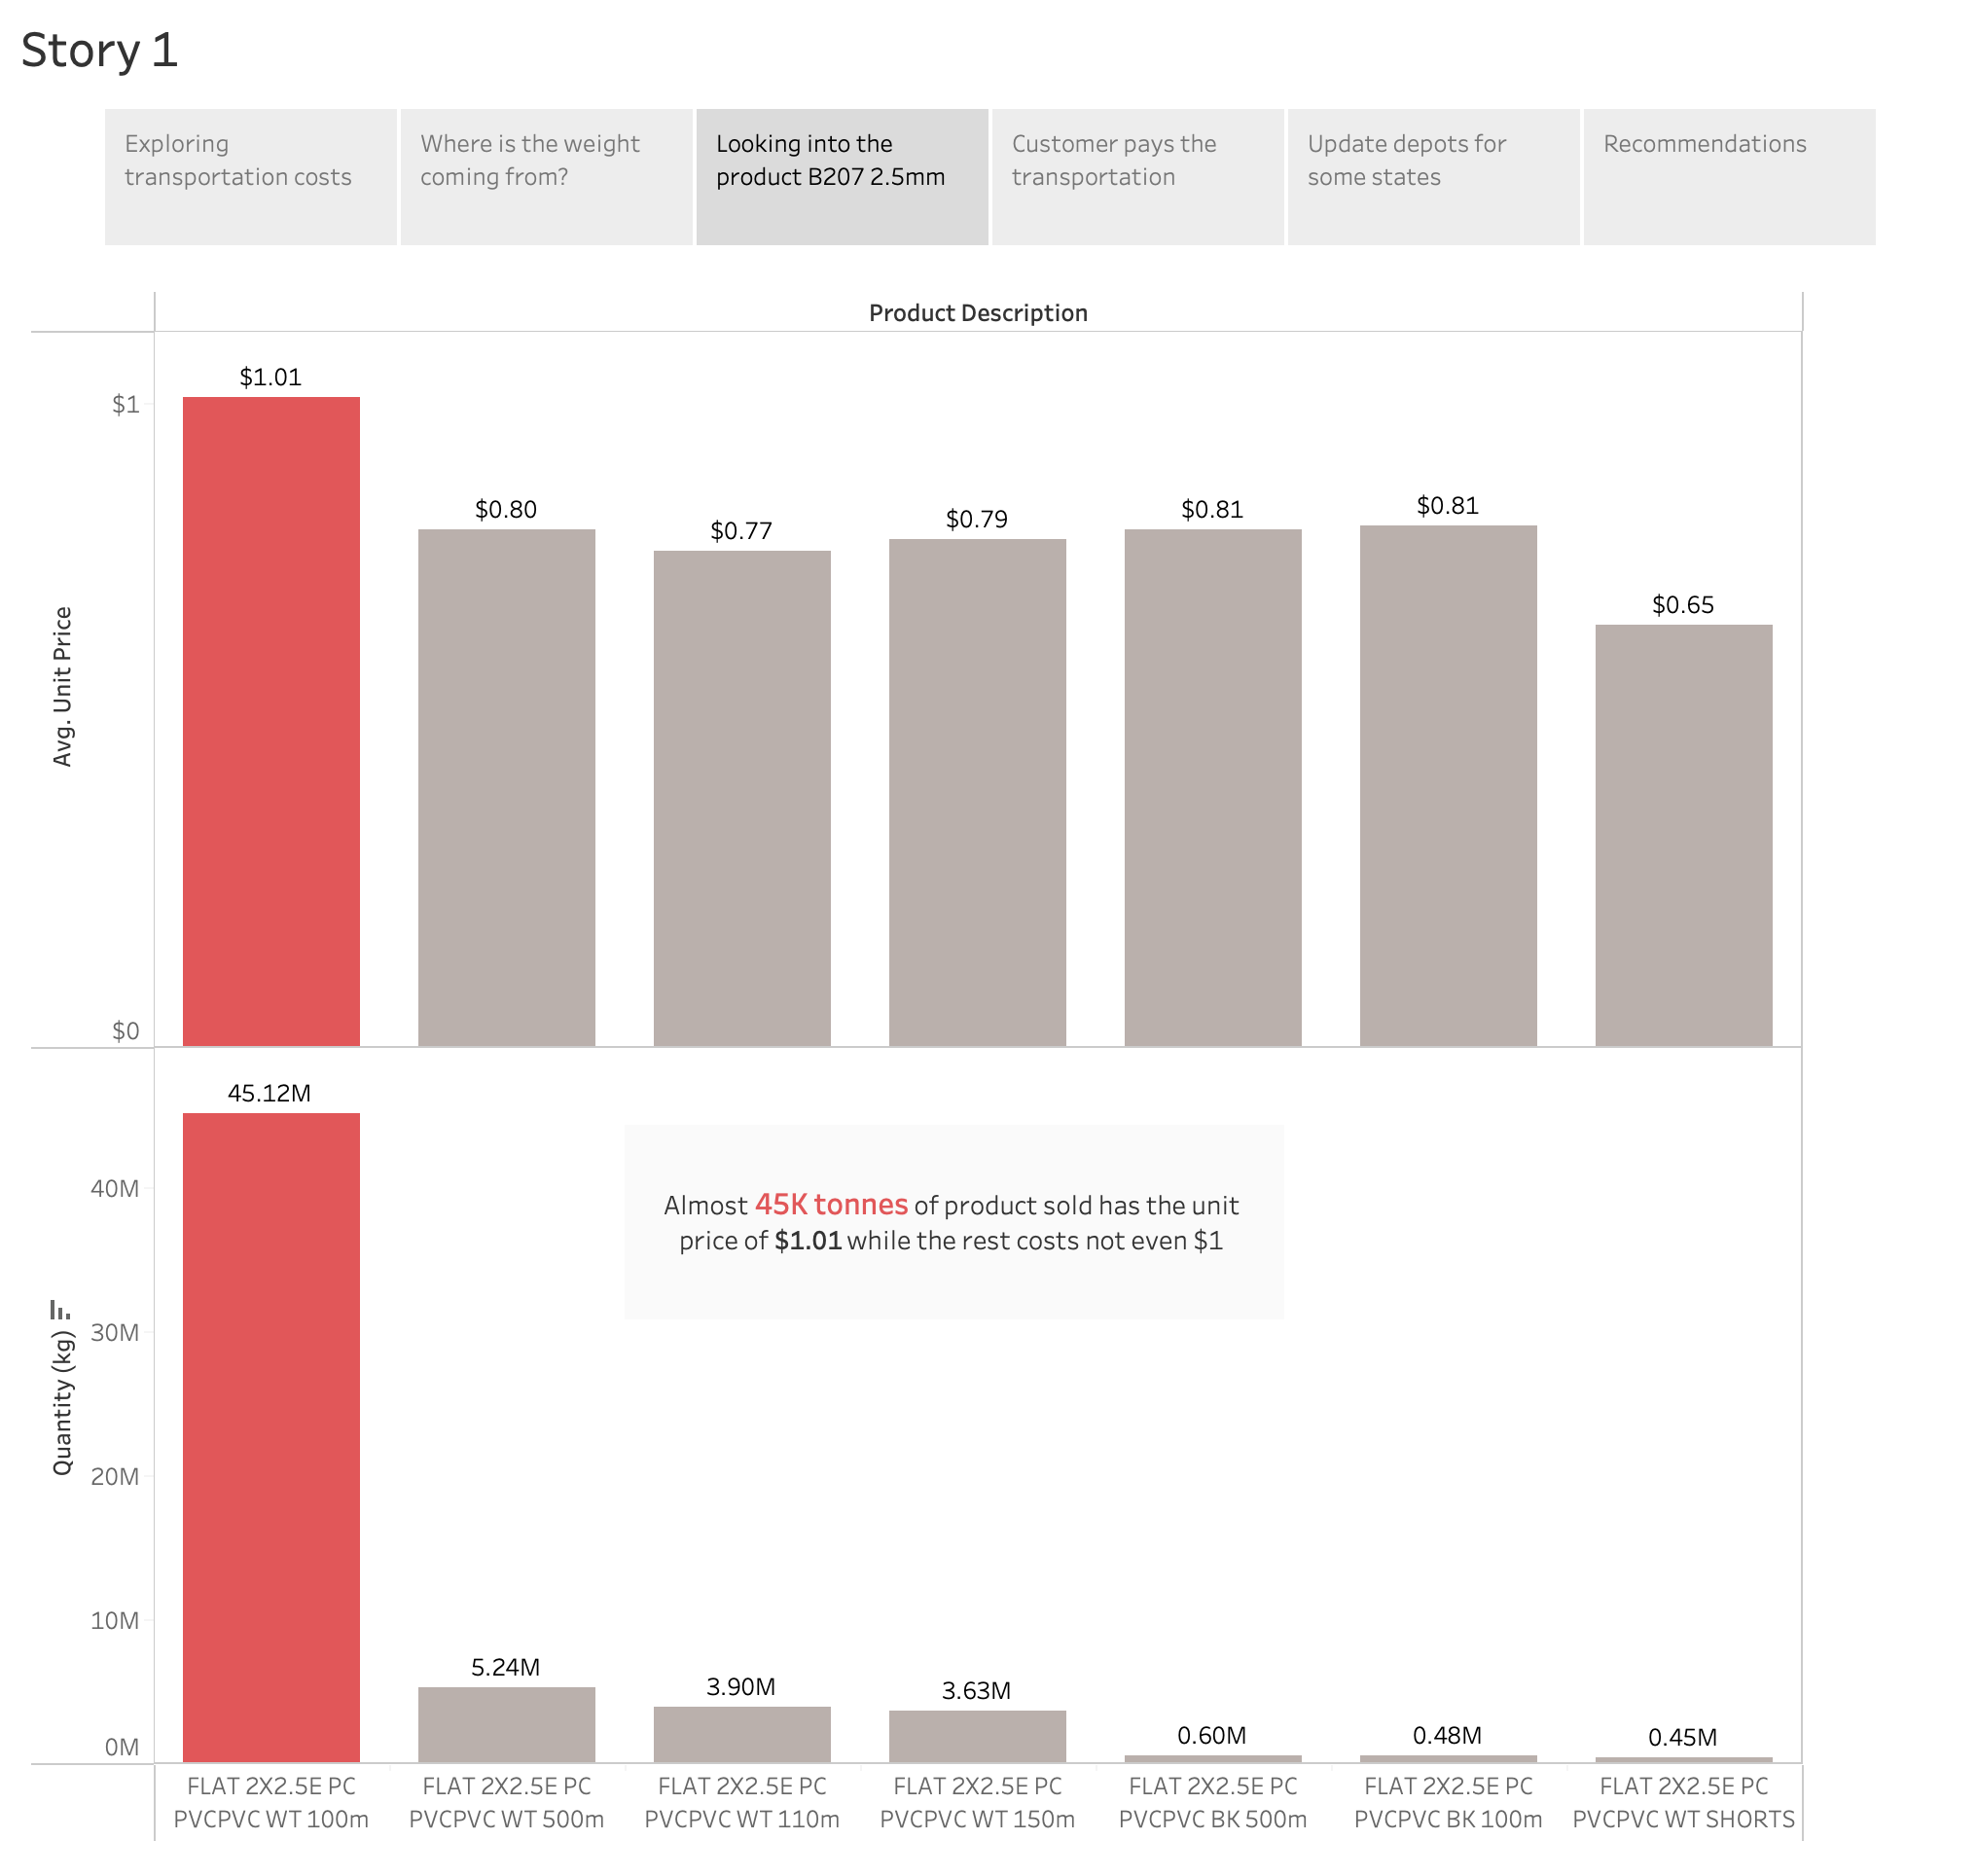 Story 1
Exploring
transportation costs
Where is the weight
coming from?
Looking into the
product B207 2.5mm
Customer pays the
transportation
Update depots for
some states
Recommendations
Product Description
Avg. Unit Price
$1
$0
$1.01
$0.80
$0.77
$0.79
$0.81
$0.81
$0.65
Quantity (kg)
40M
30M
20M
10M
0M
45.12M
5.24M
3.90M
3.63M
0.60M
0.48M
0.45M
Almost 45K tonnes of product sold has the unit
price of $1.01 while the rest costs not even $1
FLAT 2X2.5E PC
PVCPVC WT 100m
FLAT 2X2.5E PC
PVCPVC WT 500m
FLAT 2X2.5E PC
PVCPVC WT 110m
FLAT 2X2.5E PC
PVCPVC WT 150m
FLAT 2X2.5E PC
PVCPVC BK 500m
FLAT 2X2.5E PC
PVCPVC BK 100m
FLAT 2X2.5E PC
PVCPVC WT SHORTS